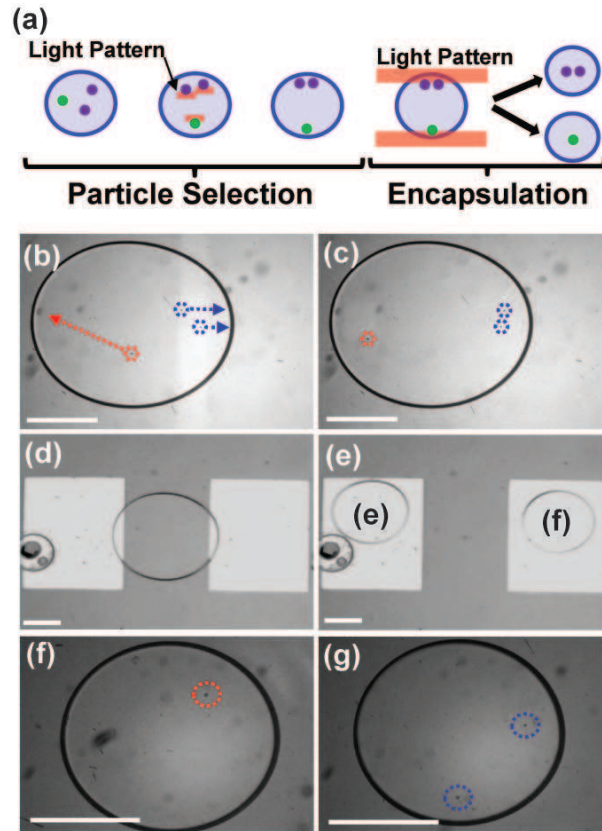 (a)
Light Pattern
Light Pattern
Particle Selection
Encapsulation
(b)
(c)
(d)
(e)
(e)
(f)
(f)
(g)